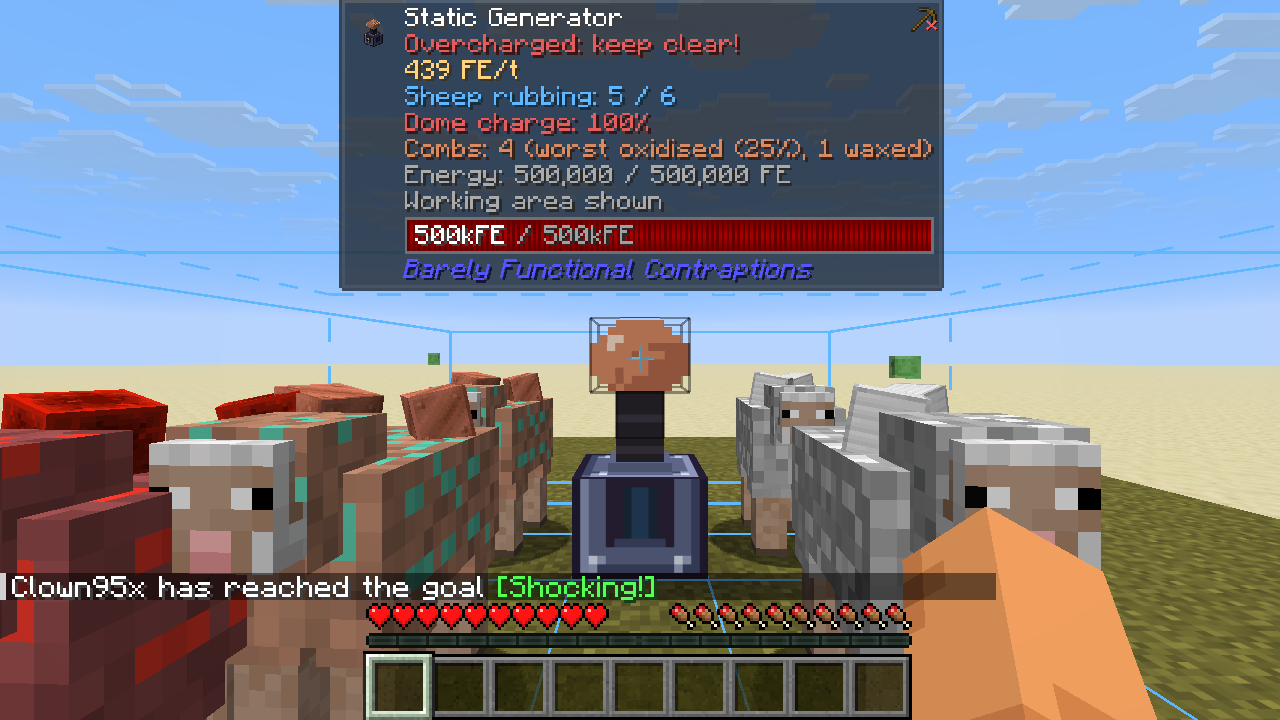 Static Generator
Overcharged: keep clear!
439 FE/t
Sheep rubbing: 5 / 6
Dome charge: 100%
Combs: 4 (worst oxidised (25%), 1 waxed)
Energy: 500,000 / 500,000 FE
Working area shown
500kFE / 500kFE
Barely Functional Contraptions
Clown95x has reached the goal [Shocking!]